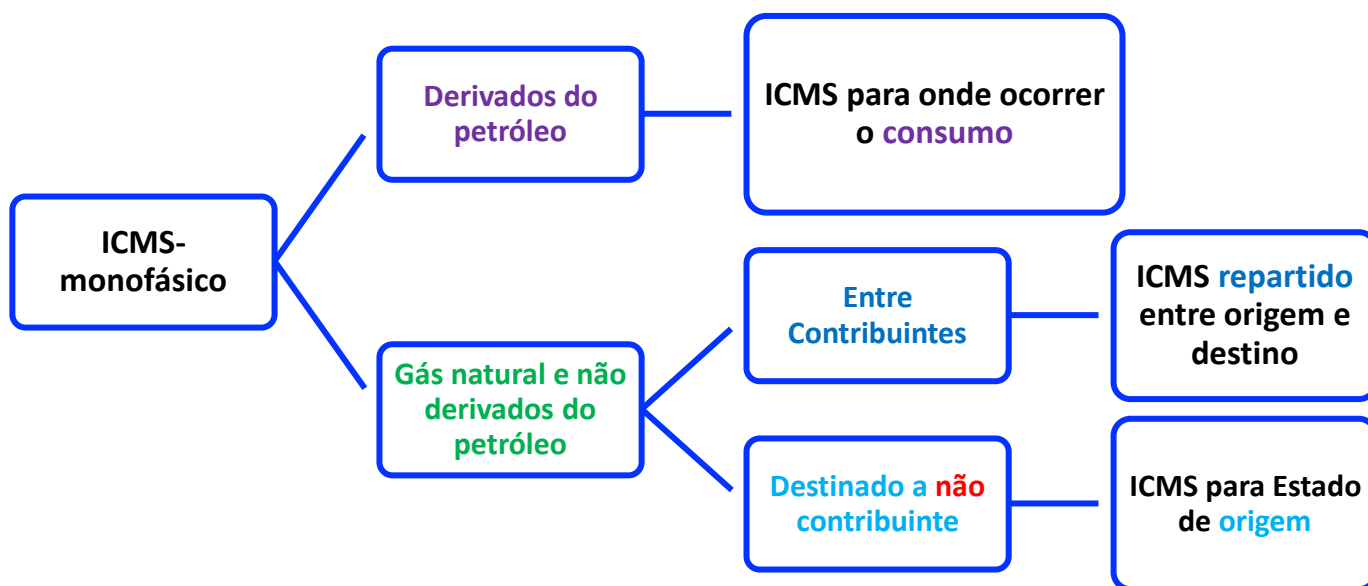 ICMS-
monofásico
Derivados do
petróleo
ICMS para onde ocorrer
o consumo
Gás natural e não
derivados do
petróleo
Entre
Contribuintes
ICMS repartido
entre origem e
destino
Destinado a não
contribuinte
ICMS para Estado
de origem